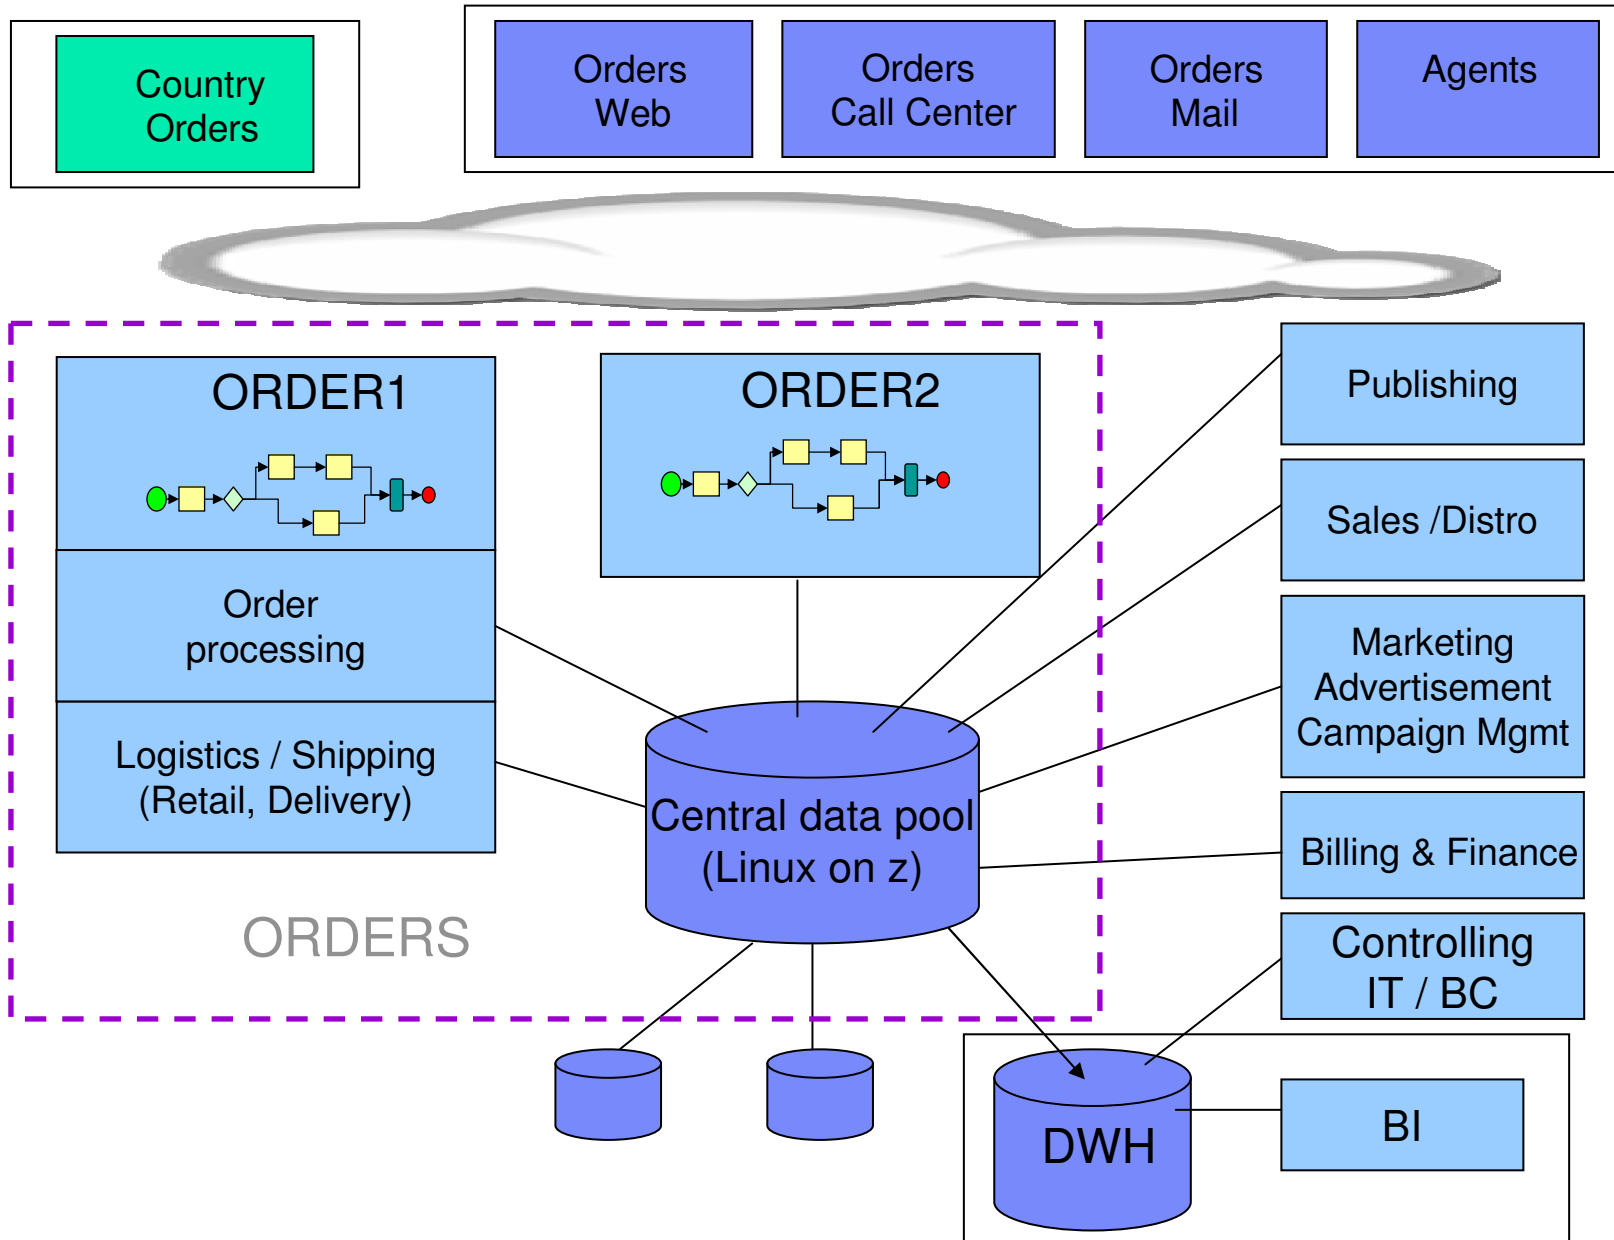 Country
Orders
Orders
Web
Orders
Call Center
Orders
Mail
Agents
ORDER1
ORDER2
Order
processing
Logistics / Shipping
(Retail, Delivery)
ORDERS
Central data pool
(Linux on z)
Publishing
Sales /Distro
Marketing
Advertisement
Campaign Mgmt
Billing & Finance
Controlling
IT / BC
DWH
BI